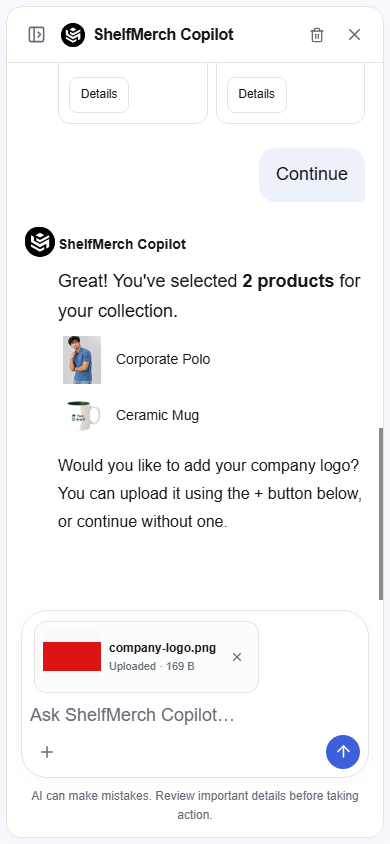 ShelfMerch Copilot
Details
Details
Continue
ShelfMerch Copilot
Great! You've selected 2 products for
your collection.
Corporate Polo
Ceramic Mug
Would you like to add your company logo?
You can upload it using the + button below,
or continue without one.
company-logo.png
Uploaded · 169 B
Ask ShelfMerch Copilot…
AI can make mistakes. Review important details before taking
action.